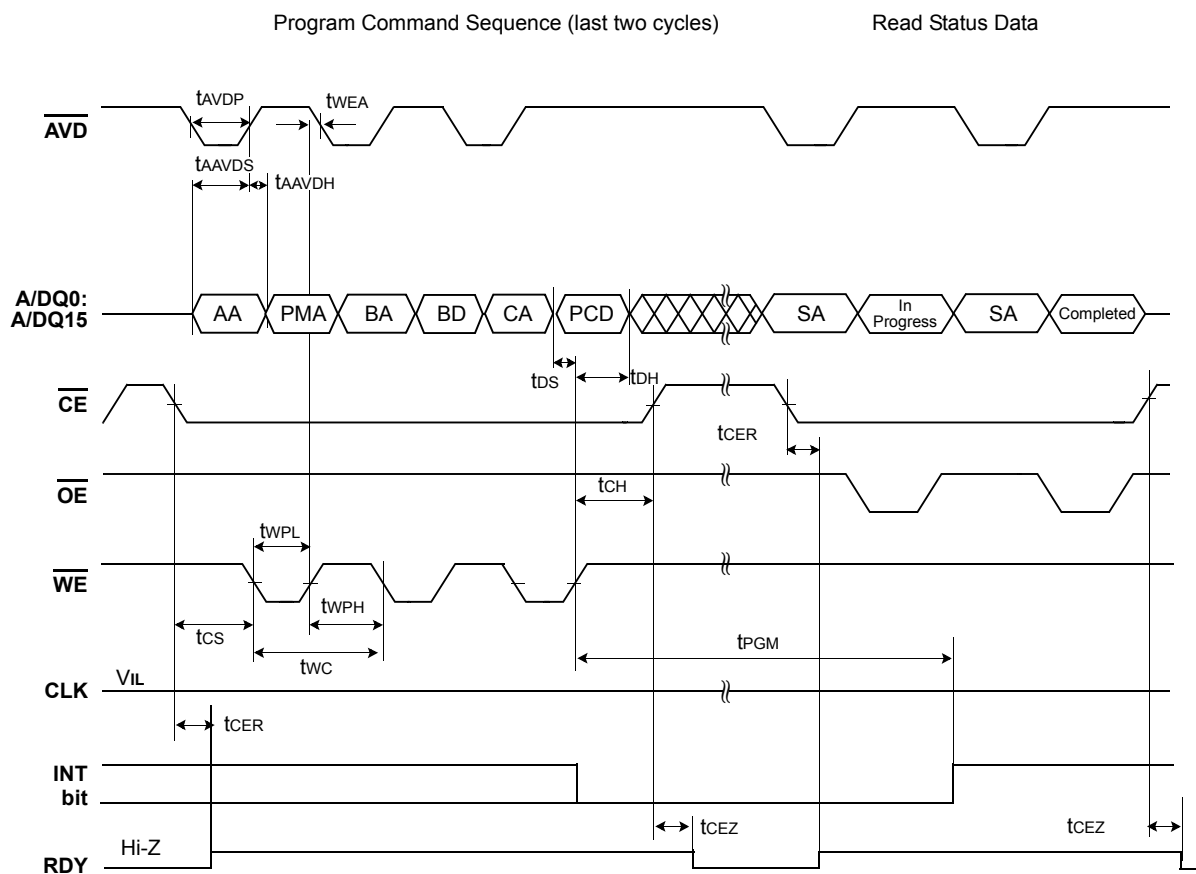 Program Command Sequence (last two cycles) Read Status Data
tAVDP
tWEA
AVD
tAAVDS
tAAVDH
A/DQ0:
A/DQ15
AA PMA BA BD CA PCD SA In Progress SA Completed
tDS tDH
CE
tCER
OE
tCH
tWPL
WE
tWPH
tCS
tWC
tPGM
CLK VIL
tCER
INT
bit
tCEZ tCEZ
RDY Hi-Z